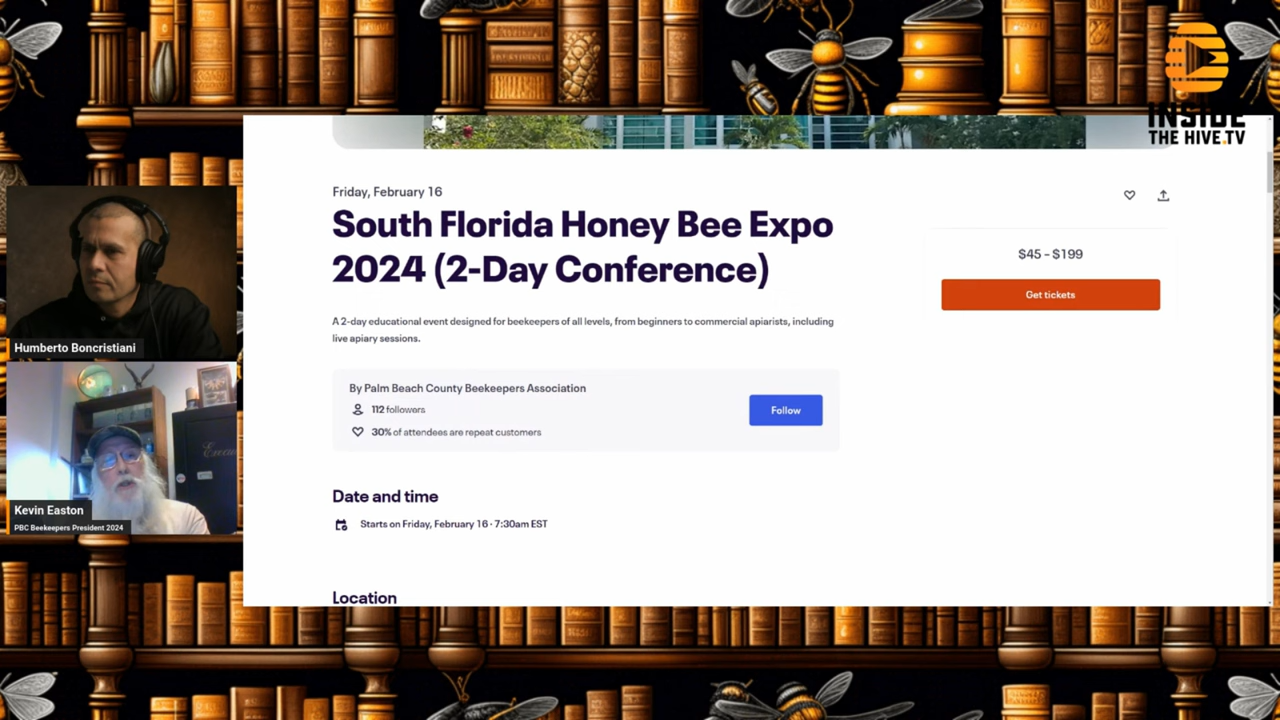 INSIDE
THE HIVE.TV
Friday, February 16
South Florida Honey Bee Expo
2024 (2-Day Conference)
A 2-day educational event designed for beekeepers of all levels, from beginners to commercial apiarists, including
live apiary sessions.
$45 - $199
Get tickets
By Palm Beach County Beekeepers Association
112 followers
30% of attendees are repeat customers
Follow
Date and time
Starts on Friday, February 16 · 7:30am EST
Location
Humberto Boncristiani
Kevin Easton
PBC Beekeepers President 2024